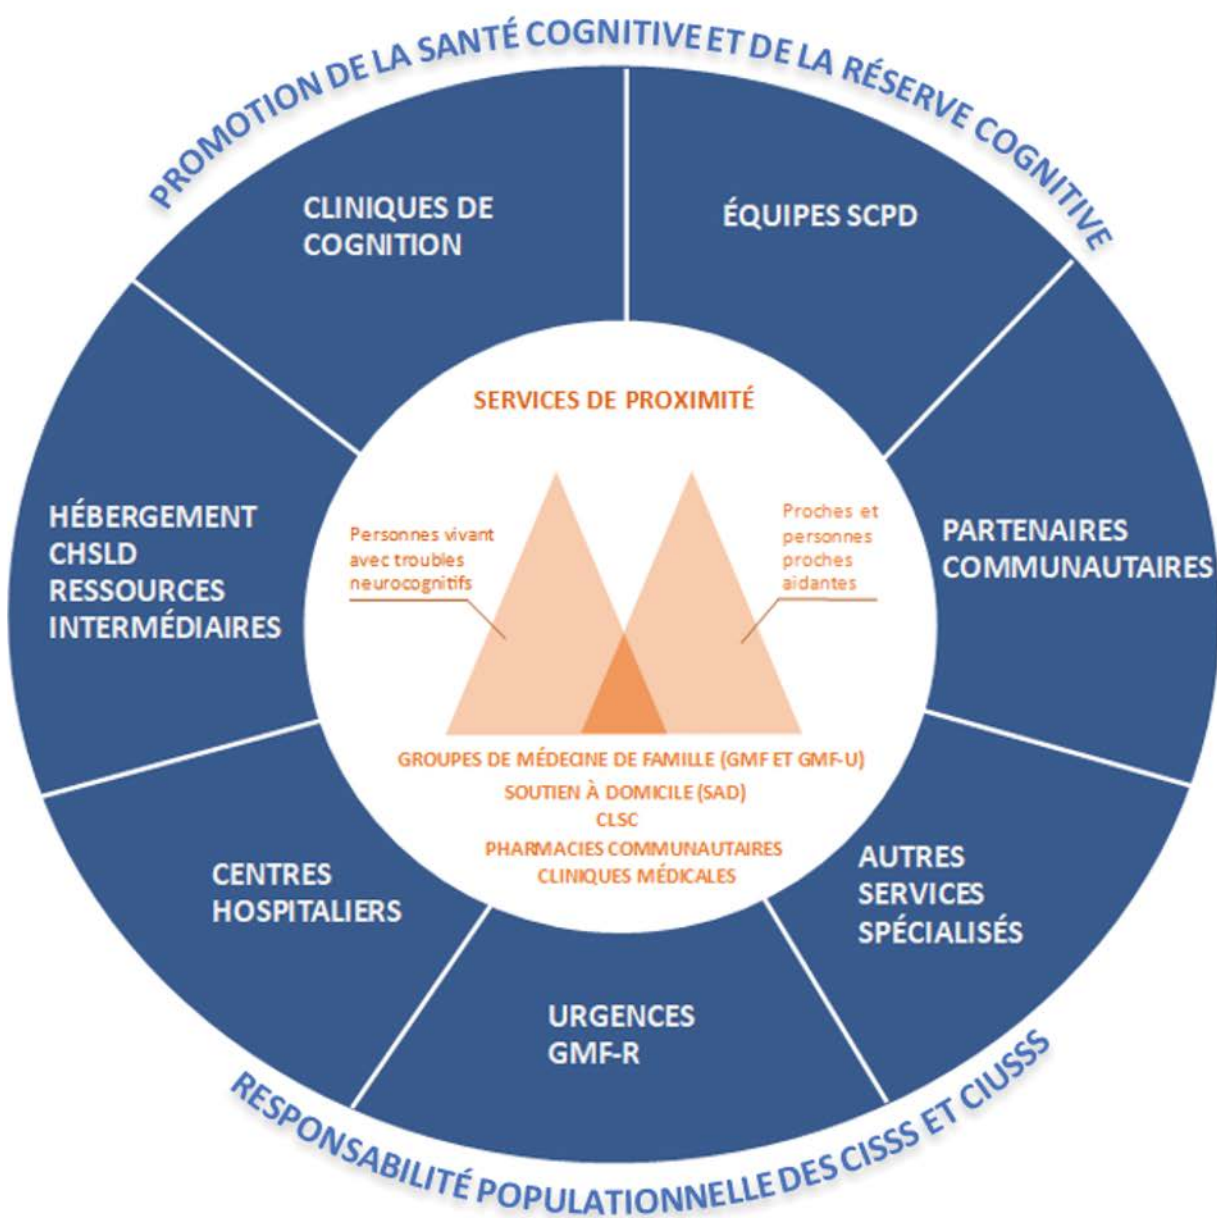 PROMOTION DE LA SANTÉ COGNITIVE ET DE LA RÉSERVE COGNITIVE
CLINIQUES DE
COGNITION
ÉQUIPES SCPD
HÉBERGEMENT
CHSLD
RESSOURCES
INTERMÉDIAIRES
SERVICES DE PROXIMITÉ
Personnes vivant
avec troubles
neurocognitifs
Proches et
personnes
proches
aidantes
PARTENAIRES
COMMUNAUTAIRES
GROUPES DE MÉDECINE DE FAMILLE (GMF ET GMF-U)
SOUTIEN À DOMICILE (SAD)
CLSC
PHARMACIES COMMUNAUTAIRES
CLINIQUES MÉDICALES
CENTRES
HOSPITALIERS
AUTRES
SERVICES
SPÉCIALISÉS
URGENCES
GMF-R
RESPONSABILITÉ POPULATIONNELLE DES CISSS ET CIUSSS